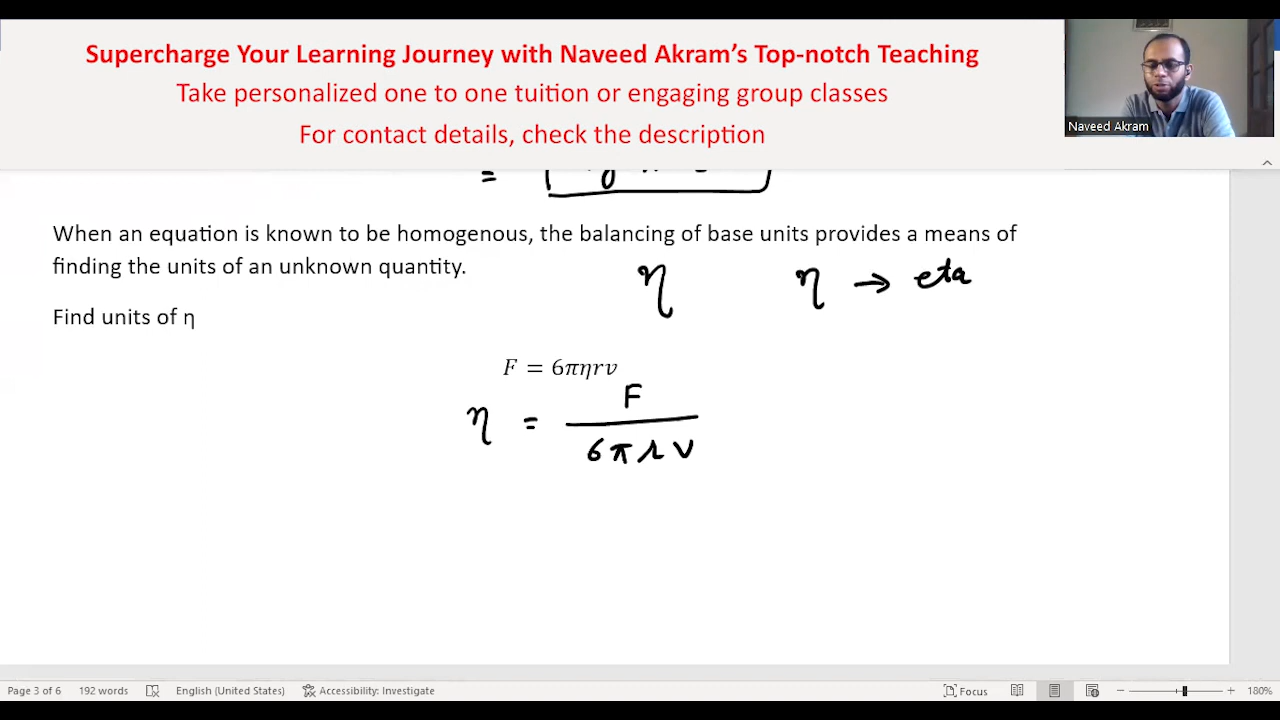 Supercharge Your Learning Journey with Naveed Akram’s Top-notch Teaching
Take personalized one to one tuition or engaging group classes
For contact details, check the description
Naveed Akram
=
When an equation is known to be homogenous, the balancing of base units provides a means of
finding the units of an unknown quantity.
η η → eta
Find units of η
F = 6πηrv
η = F / 6πrv
Page 3 of 6 192 words English (United States) Accessibility: Investigate Focus 180%